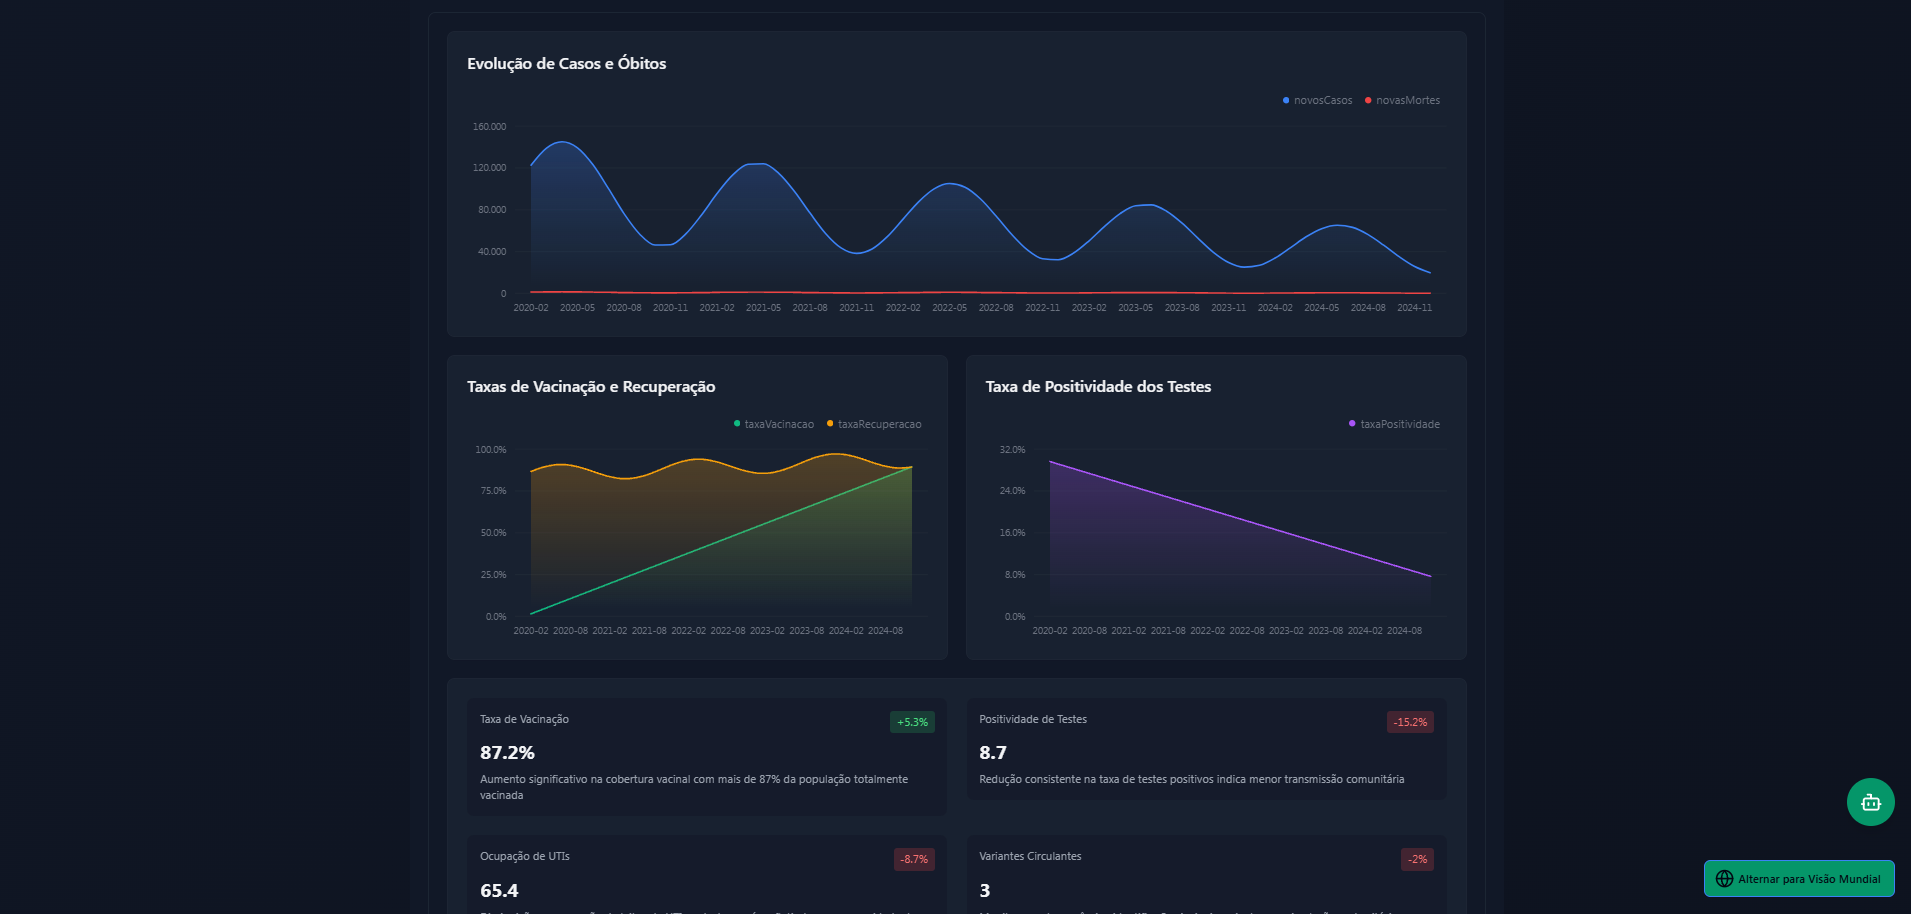 Evolução de Casos e Óbitos
novosCasos novasMortes
160.000
120.000
80.000
40.000
0
2020-02 2020-05 2020-08 2020-11 2021-02 2021-05 2021-08 2021-11 2022-02 2022-05 2022-08 2022-11 2023-02 2023-05 2023-08 2023-11 2024-02 2024-05 2024-08 2024-11
Taxas de Vacinação e Recuperação
taxaVacinacao taxaRecuperacao
100.0%
75.0%
50.0%
25.0%
0.0%
2020-02 2020-08 2021-02 2021-08 2022-02 2022-08 2023-02 2023-08 2024-02 2024-08
Taxa de Positividade dos Testes
taxaPositividade
32.0%
24.0%
16.0%
8.0%
0.0%
2020-02 2020-08 2021-02 2021-08 2022-02 2022-08 2023-02 2023-08 2024-02 2024-08
Taxa de Vacinação
+5.3%
87.2%
Aumento significativo na cobertura vacinal com mais de 87% da população totalmente
vacinada
Positividade de Testes
-15.2%
8.7
Redução consistente na taxa de testes positivos indica menor transmissão comunitária
Ocupação de UTIs
-8.7%
65.4
Variantes Circulantes
-2%
3
Alternar para Visão Mundial